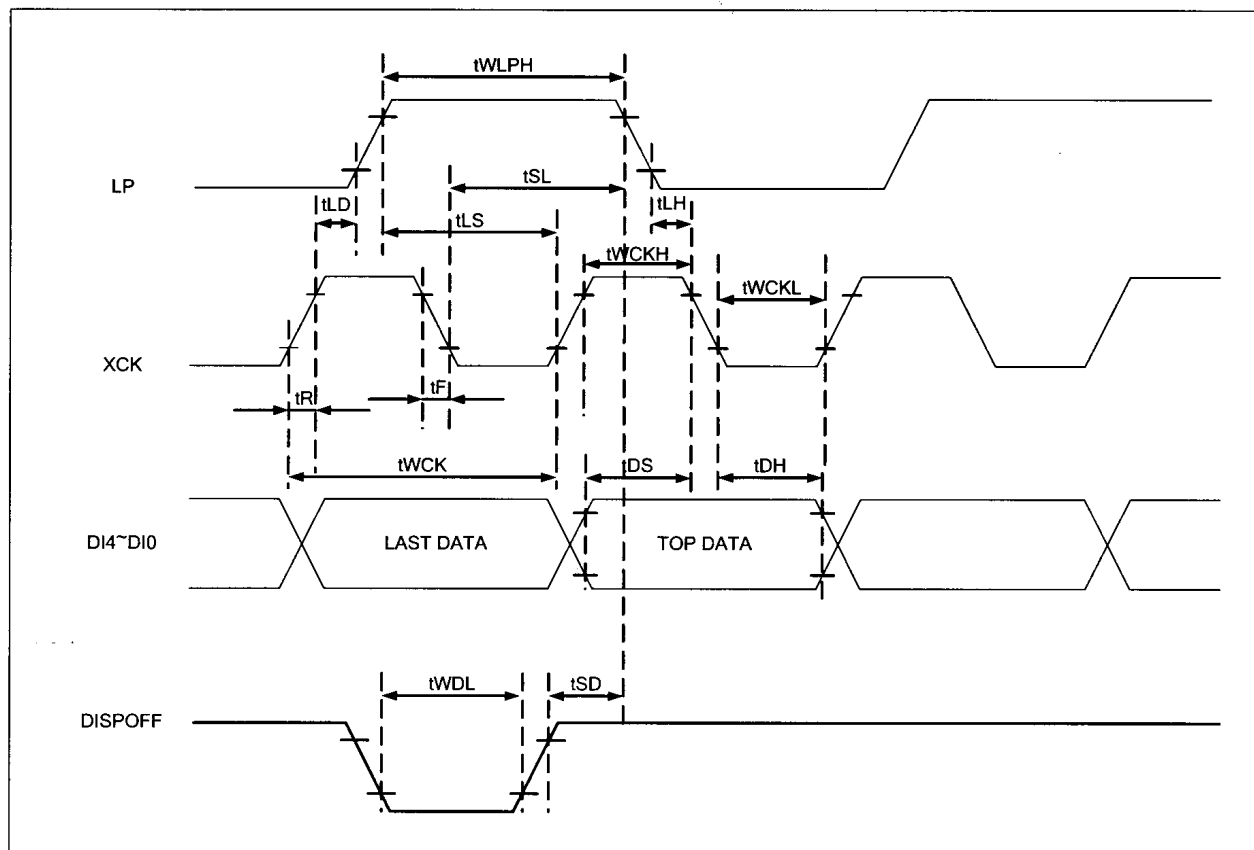 tWLPH
LP
tSL
tLD
tLH
tLS
tWCKH
tWCKL
XCK
tR
tF
tWCK
tDS
tDH
DI4~DI0
LAST DATA
TOP DATA
tWDL
tSD
DISPOFF